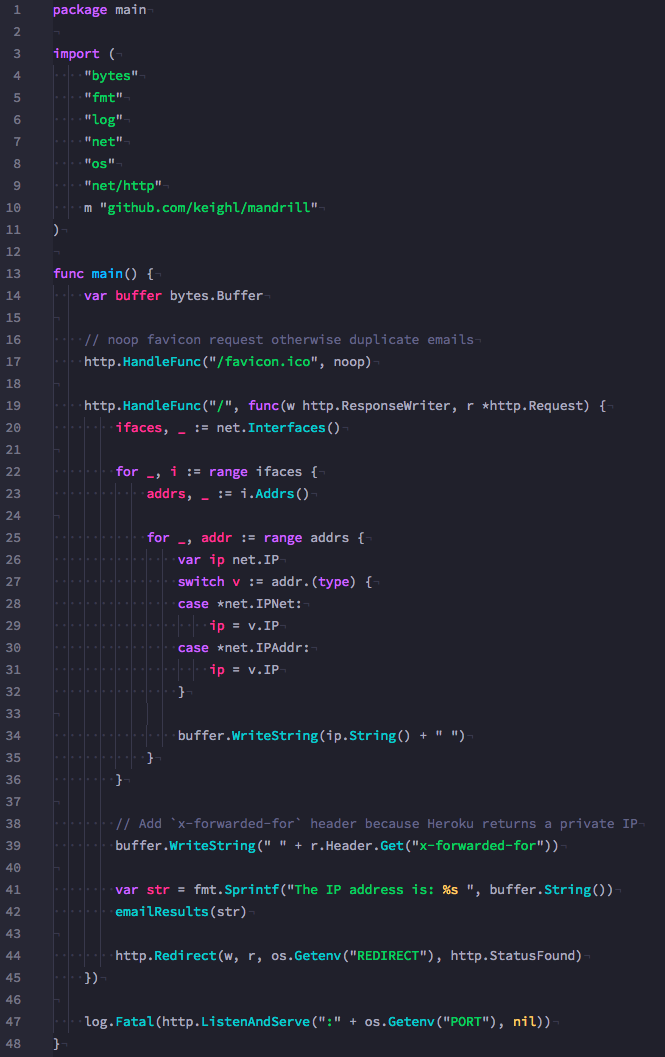 1 package main
2
3 import (
4     "bytes"
5     "fmt"
6     "log"
7     "net"
8     "os"
9     "net/http"
10     m "github.com/keighl/mandrill"
11 )
12
13 func main() {
14     var buffer bytes.Buffer
15
16     // noop favicon request otherwise duplicate emails
17     http.HandleFunc("/favicon.ico", noop)
18
19     http.HandleFunc("/", func(w http.ResponseWriter, r *http.Request) {
20         ifaces, _ := net.Interfaces()
21
22         for _, i := range ifaces {
23             addrs, _ := i.Addrs()
24
25             for _, addr := range addrs {
26                 var ip net.IP
27                 switch v := addr.(type) {
28                 case *net.IPNet:
29                     ip = v.IP
30                 case *net.IPAddr:
31                     ip = v.IP
32                 }
33
34                 buffer.WriteString(ip.String() + " ")
35             }
36         }
37
38         // Add `x-forwarded-for` header because Heroku returns a private IP
39         buffer.WriteString(" " + r.Header.Get("x-forwarded-for"))
40
41         var str = fmt.Sprintf("The IP address is: %s ", buffer.String())
42         emailResults(str)
43
44         http.Redirect(w, r, os.Getenv("REDIRECT"), http.StatusFound)
45     })
46
47     log.Fatal(http.ListenAndServe(":" + os.Getenv("PORT"), nil))
48 }